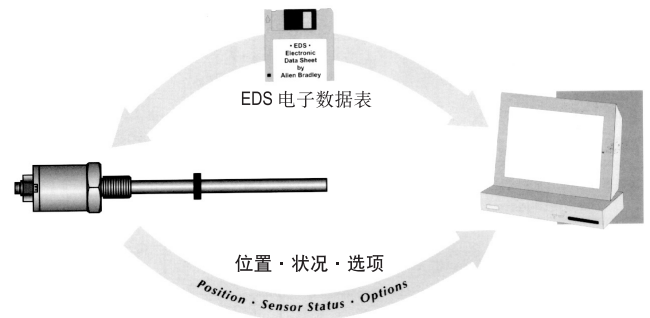 · EDS ·
Electronic
Data Sheet
by
Allen Bradley
EDS 电子数据表
位置 · 状况 · 选项
Position · Sensor Status · Options